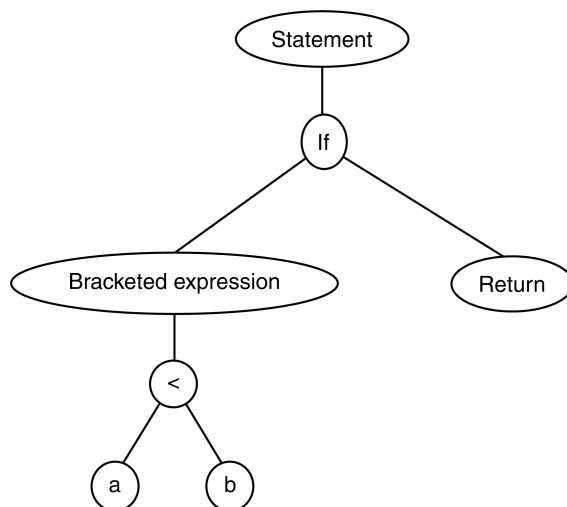 Statement
If
Bracketed expression
Return
<
a
b